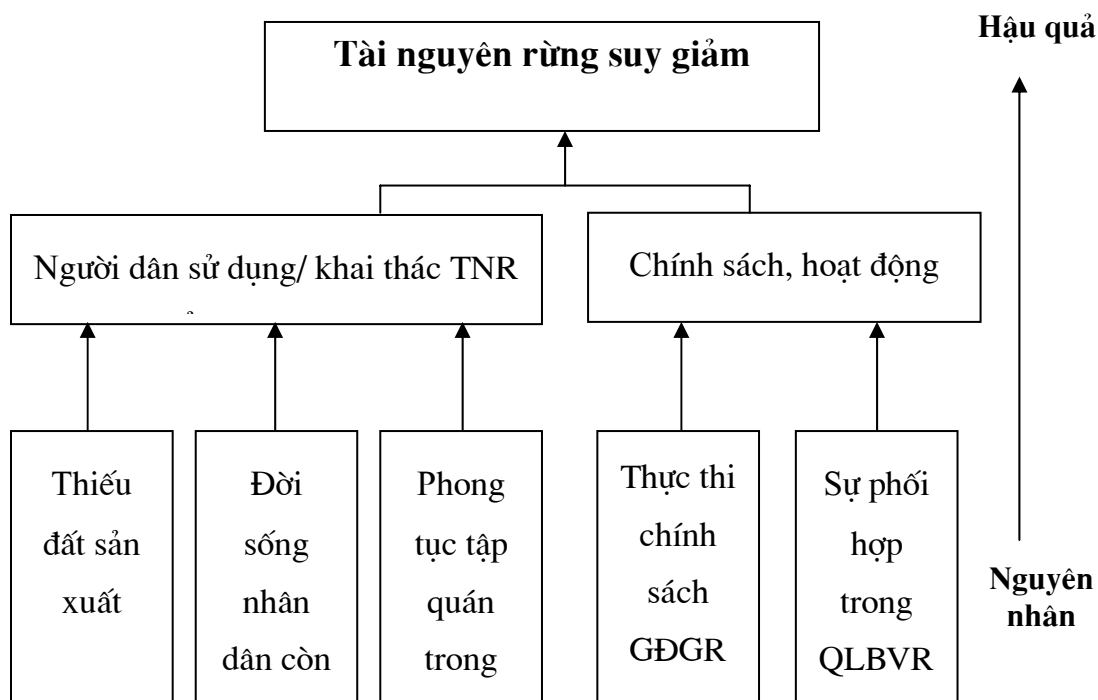 Tài nguyên rừng suy giảm
Hậu quả
Người dân sử dụng/ khai thác TNR
Chính sách, hoạt động
Thiếu
đất sản
xuất
Đời
sống
nhân
dân còn
Phong
tục tập
quán
trong
Thực thi
chính
sách
GĐGR
Sự phối
hợp
trong
QLBVR
Nguyên
nhân